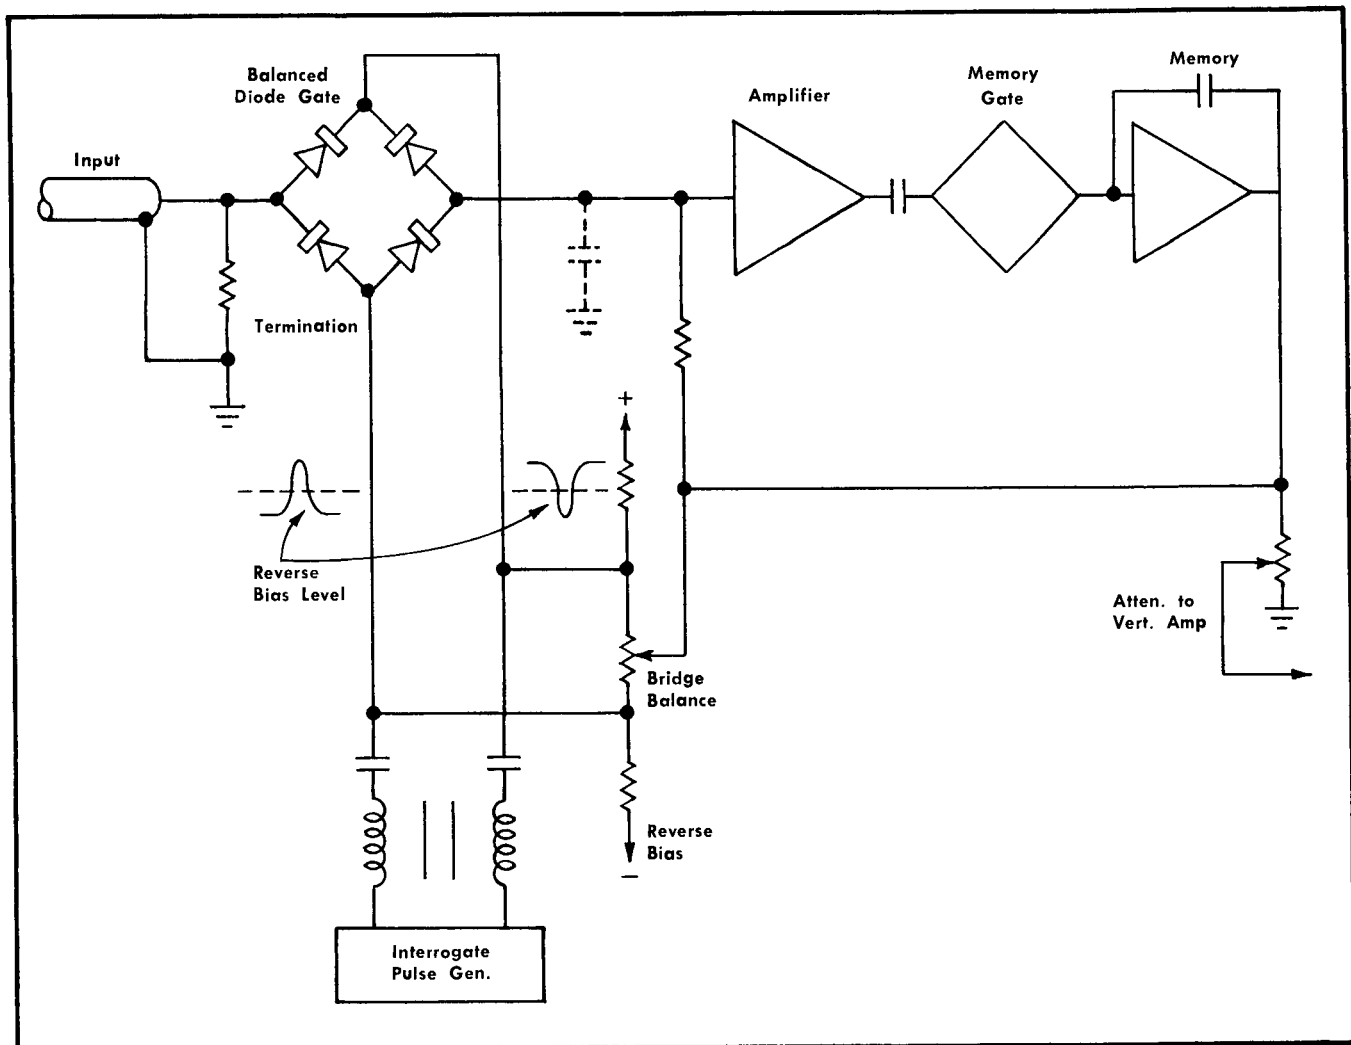 Balanced
Diode Gate
Input
Termination
Amplifier
Memory
Gate
Memory
+
Reverse
Bias Level
Bridge
Balance
Atten. to
Vert. Amp
Reverse
Bias
−
Interrogate
Pulse Gen.